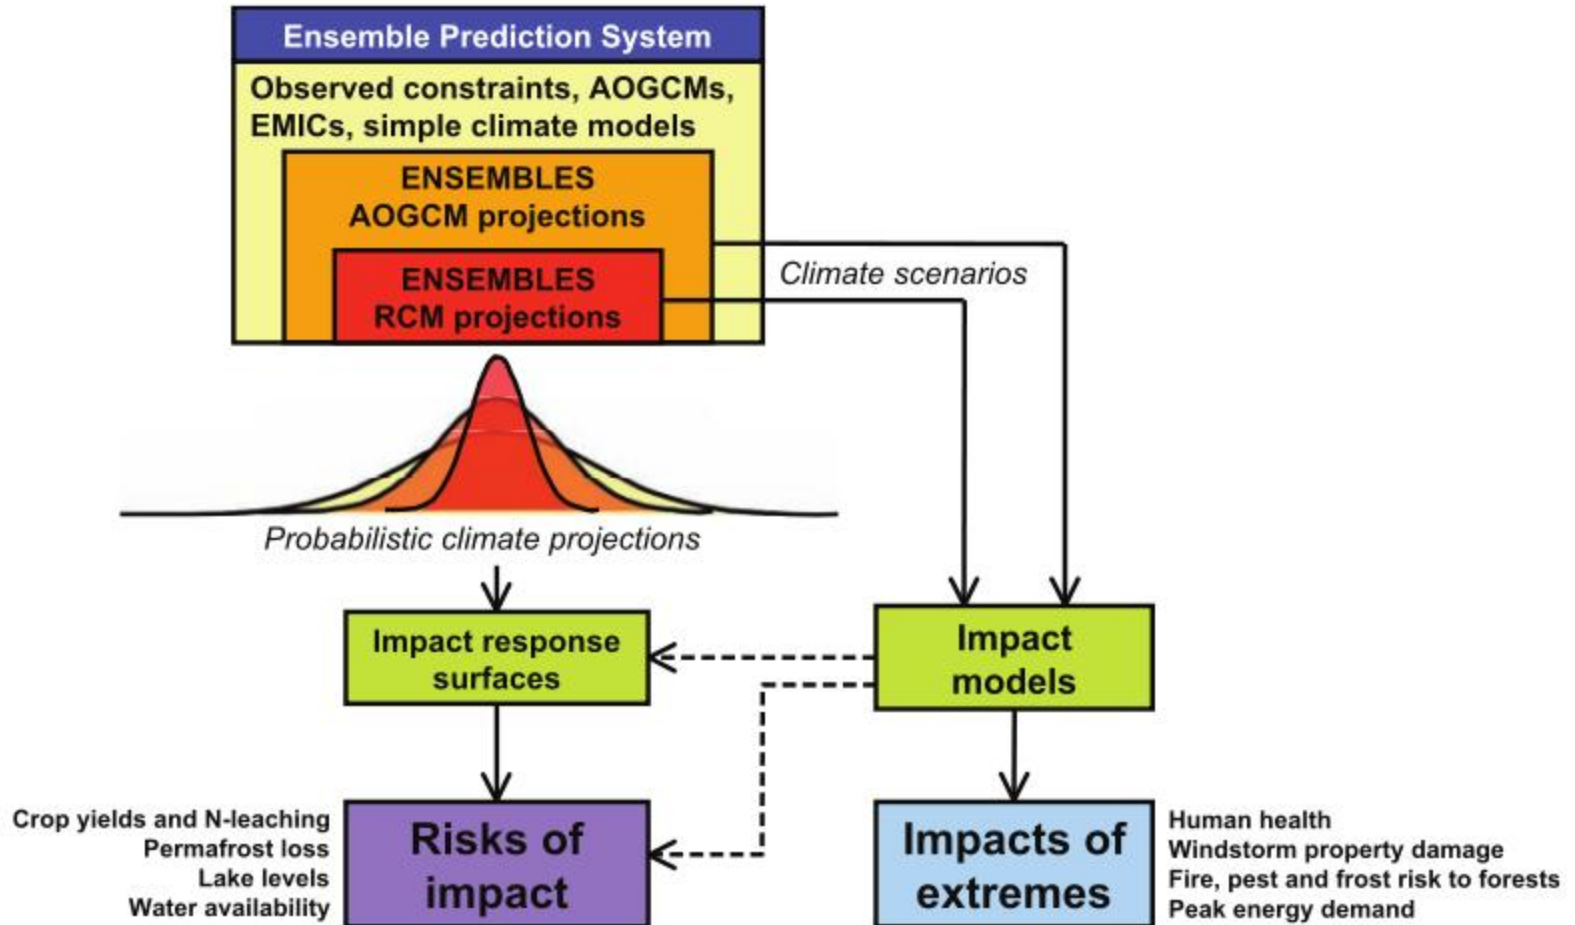 Ensemble Prediction System
Observed constraints, AOGCMs,
EMICs, simple climate models
ENSEMBLES
AOGCM projections
ENSEMBLES
RCM projections
Climate scenarios
Probabilistic climate projections
Impact response
surfaces
Impact
models
Crop yields and N-leaching
Permafrost loss
Lake levels
Water availability
Risks of
impact
Impacts of
extremes
Human health
Windstorm property damage
Fire, pest and frost risk to forests
Peak energy demand